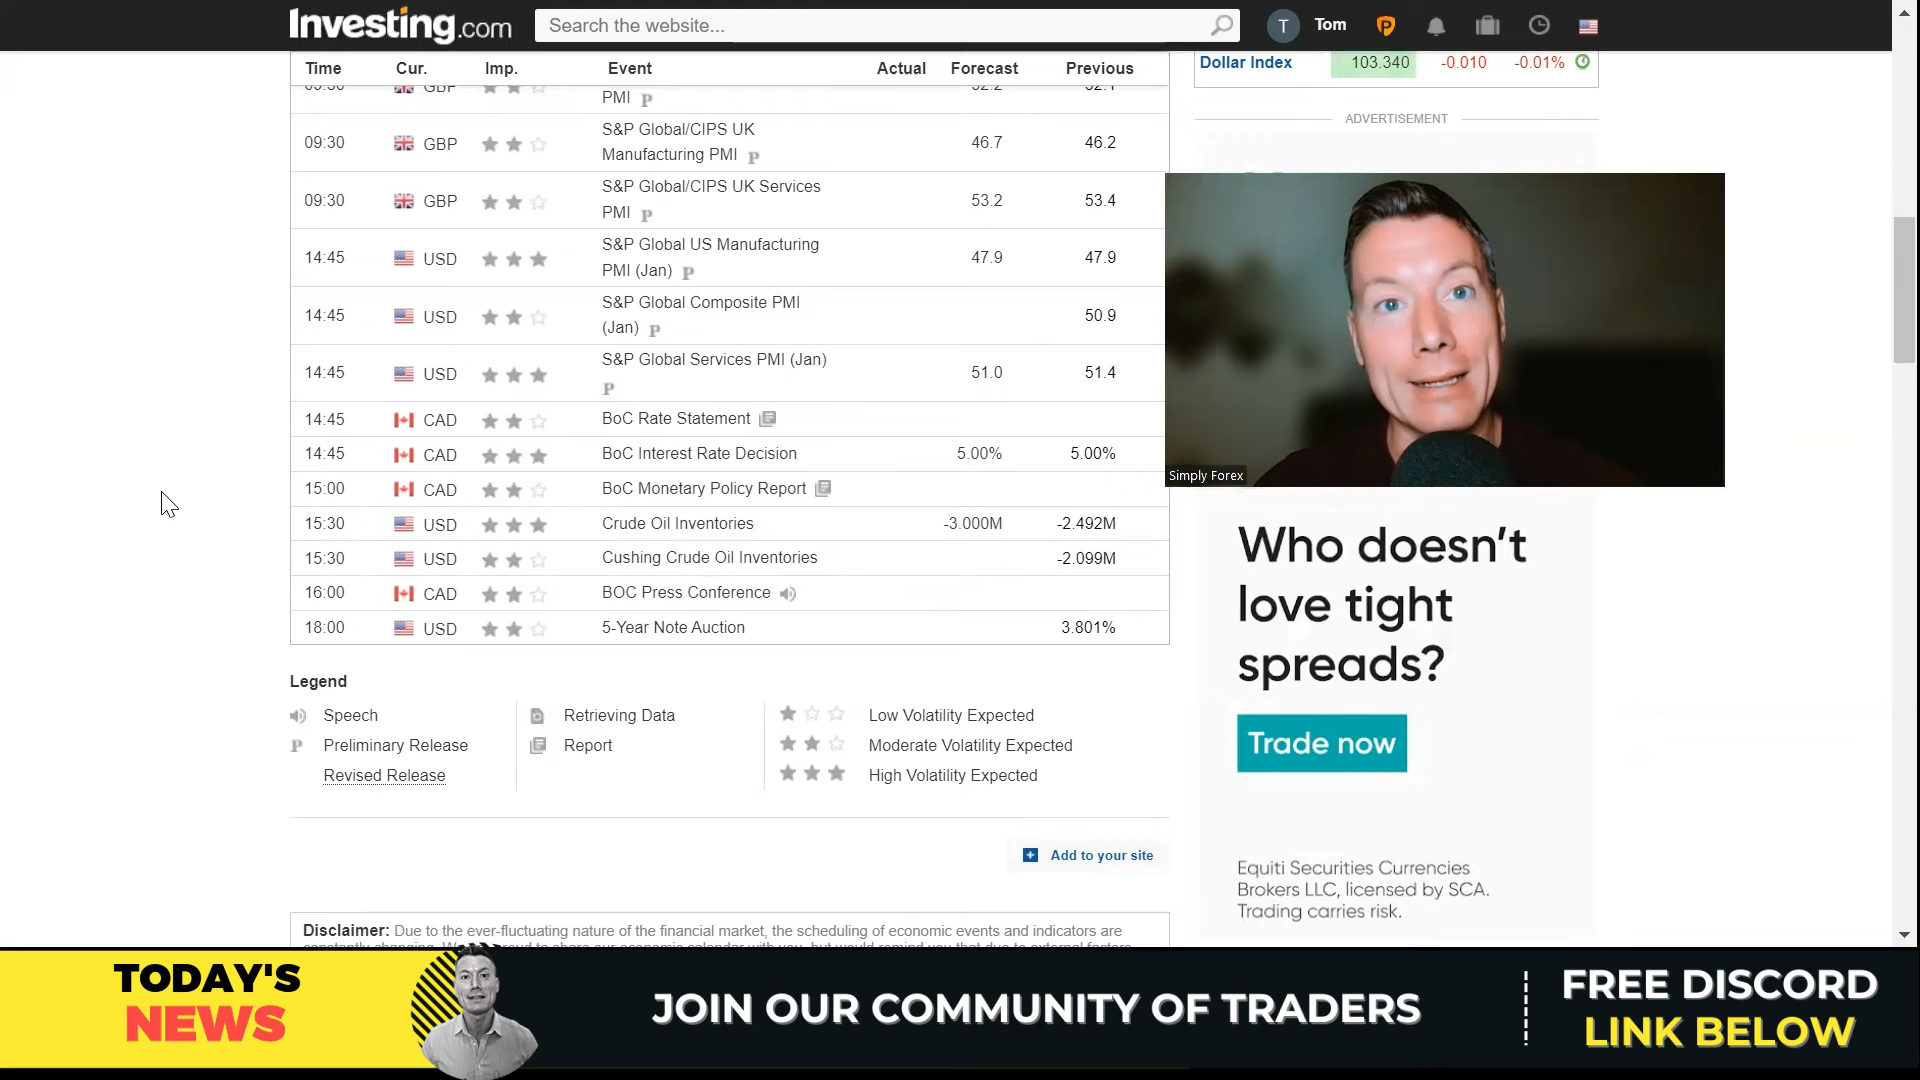 Investing.com
Search the website...
T
Tom
Time Cur. Imp. Event Actual Forecast Previous
Dollar Index 103.340 -0.010 -0.01%
GBP
PMI P
ADVERTISEMENT
S&P Global/CIPS UK
09:30 GBP 46.7 46.2
Manufacturing PMI P
S&P Global/CIPS UK Services
09:30 GBP 53.2 53.4
PMI P
S&P Global US Manufacturing
14:45 USD 47.9 47.9
PMI (Jan) P
S&P Global Composite PMI
14:45 USD 50.9
(Jan) P
S&P Global Services PMI (Jan)
14:45 USD 51.0 51.4
P
14:45 CAD BoC Rate Statement
14:45 CAD BoC Interest Rate Decision 5.00% 5.00%
15:00 CAD BoC Monetary Policy Report
15:30 USD Crude Oil Inventories -3.000M -2.492M
15:30 USD Cushing Crude Oil Inventories -2.099M
16:00 CAD BOC Press Conference
18:00 USD 5-Year Note Auction 3.801%
Simply Forex
Who doesn't
love tight
spreads?
Trade now
Equiti Securities Currencies
Brokers LLC, licensed by SCA.
Trading carries risk.
Legend
Speech Retrieving Data Low Volatility Expected
P Preliminary Release Report Moderate Volatility Expected
Revised Release High Volatility Expected
Add to your site
Disclaimer: Due to the ever-fluctuating nature of the financial market, the scheduling of economic events and indicators are
TODAY'S
NEWS
JOIN OUR COMMUNITY OF TRADERS
FREE DISCORD
LINK BELOW